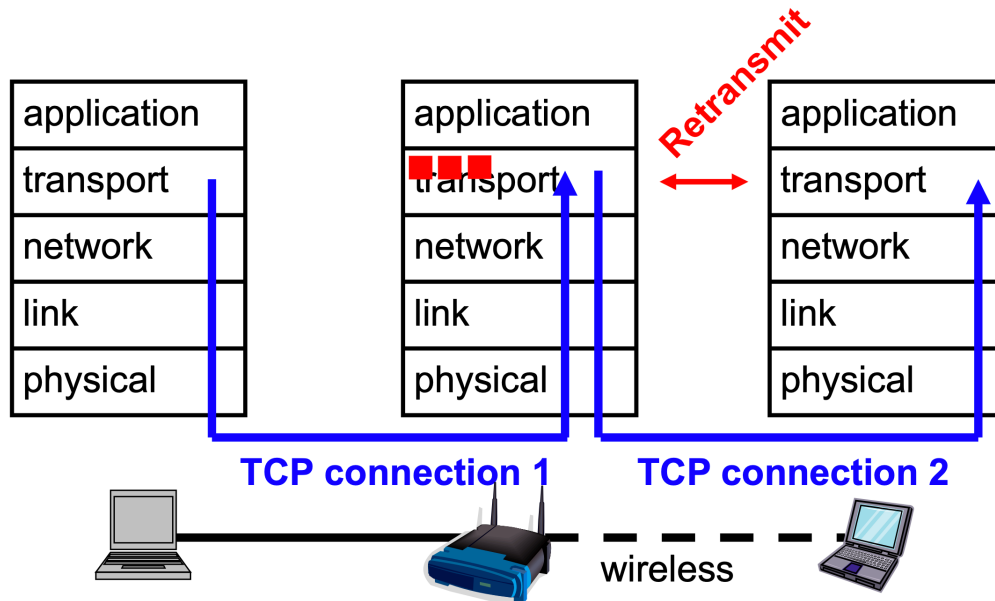 Retransmit
application
transport
network
link
physical
application
transport
network
link
physical
application
transport
network
link
physical
TCP connection 1
TCP connection 2
wireless